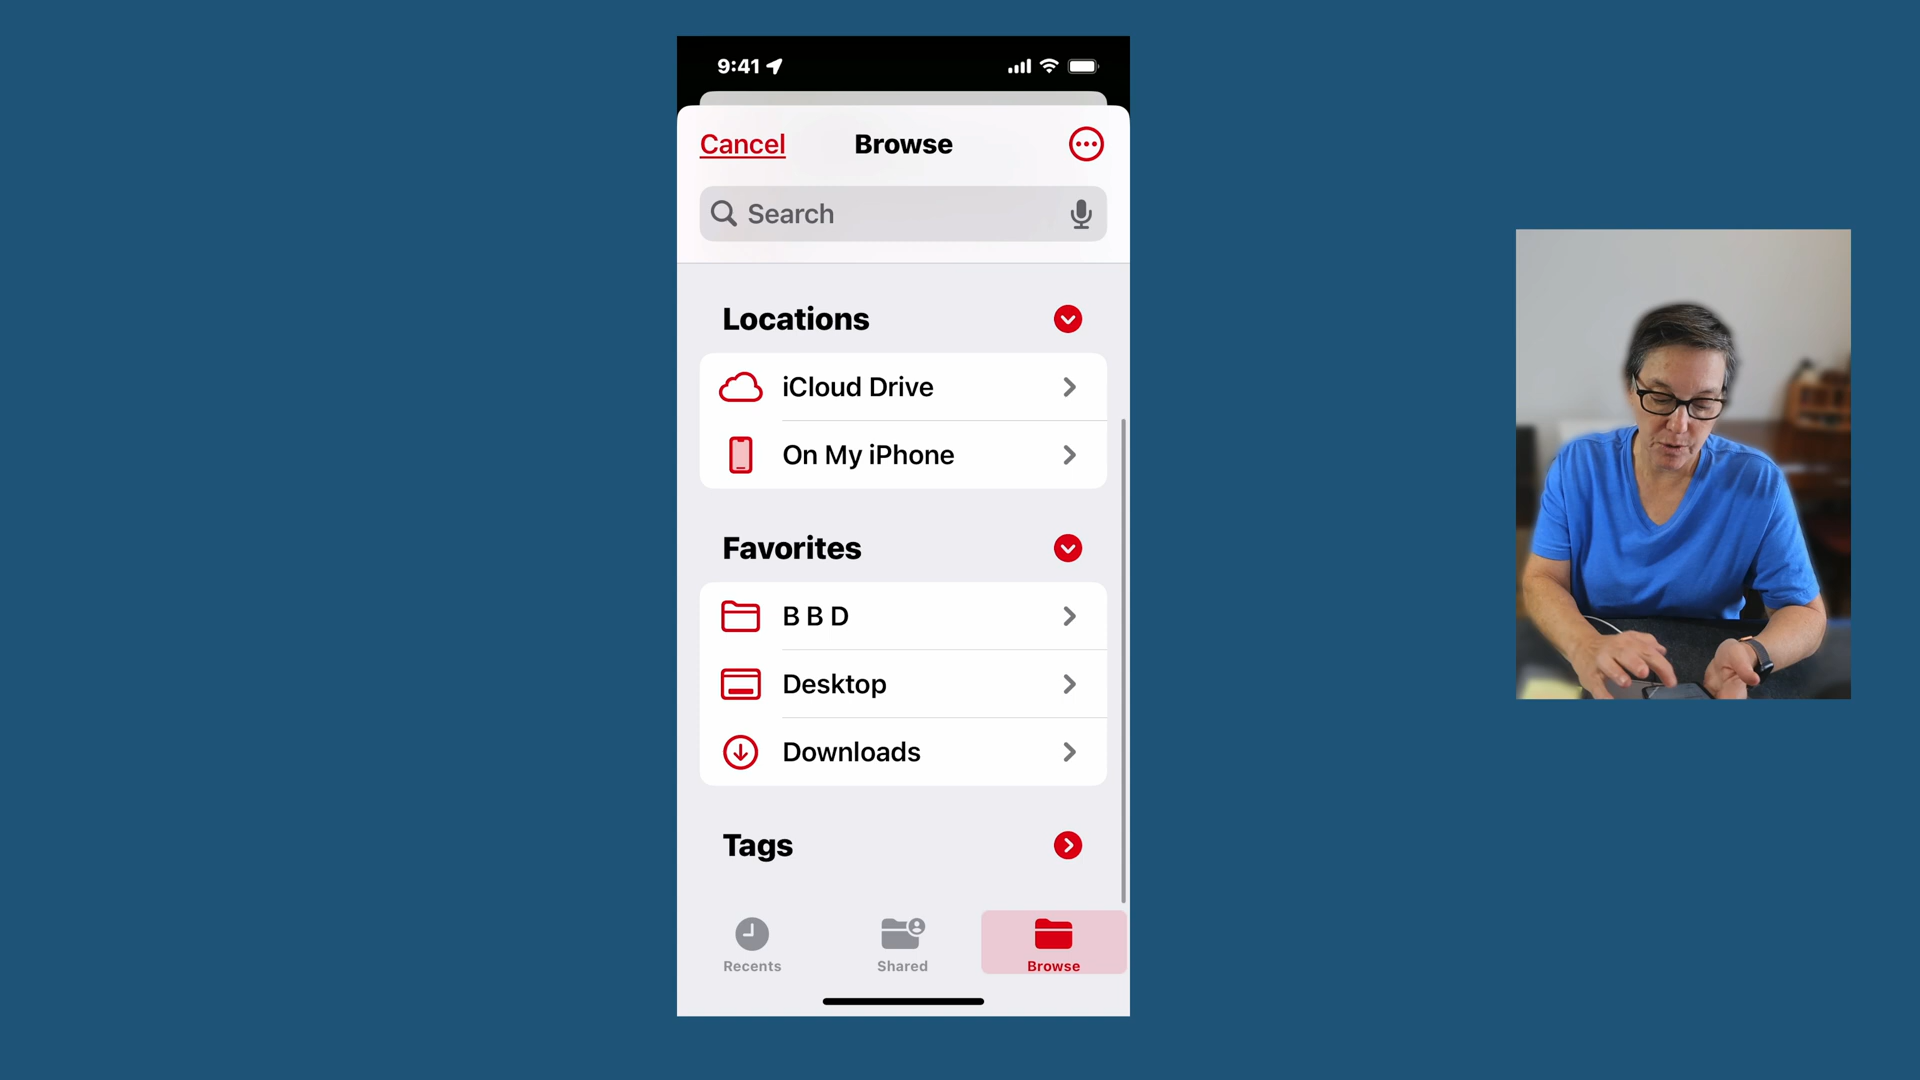 9:41
Cancel
Browse
Search
Locations
iCloud Drive
On My iPhone
Favorites
B B D
Desktop
Downloads
Tags
Recents
Shared
Browse